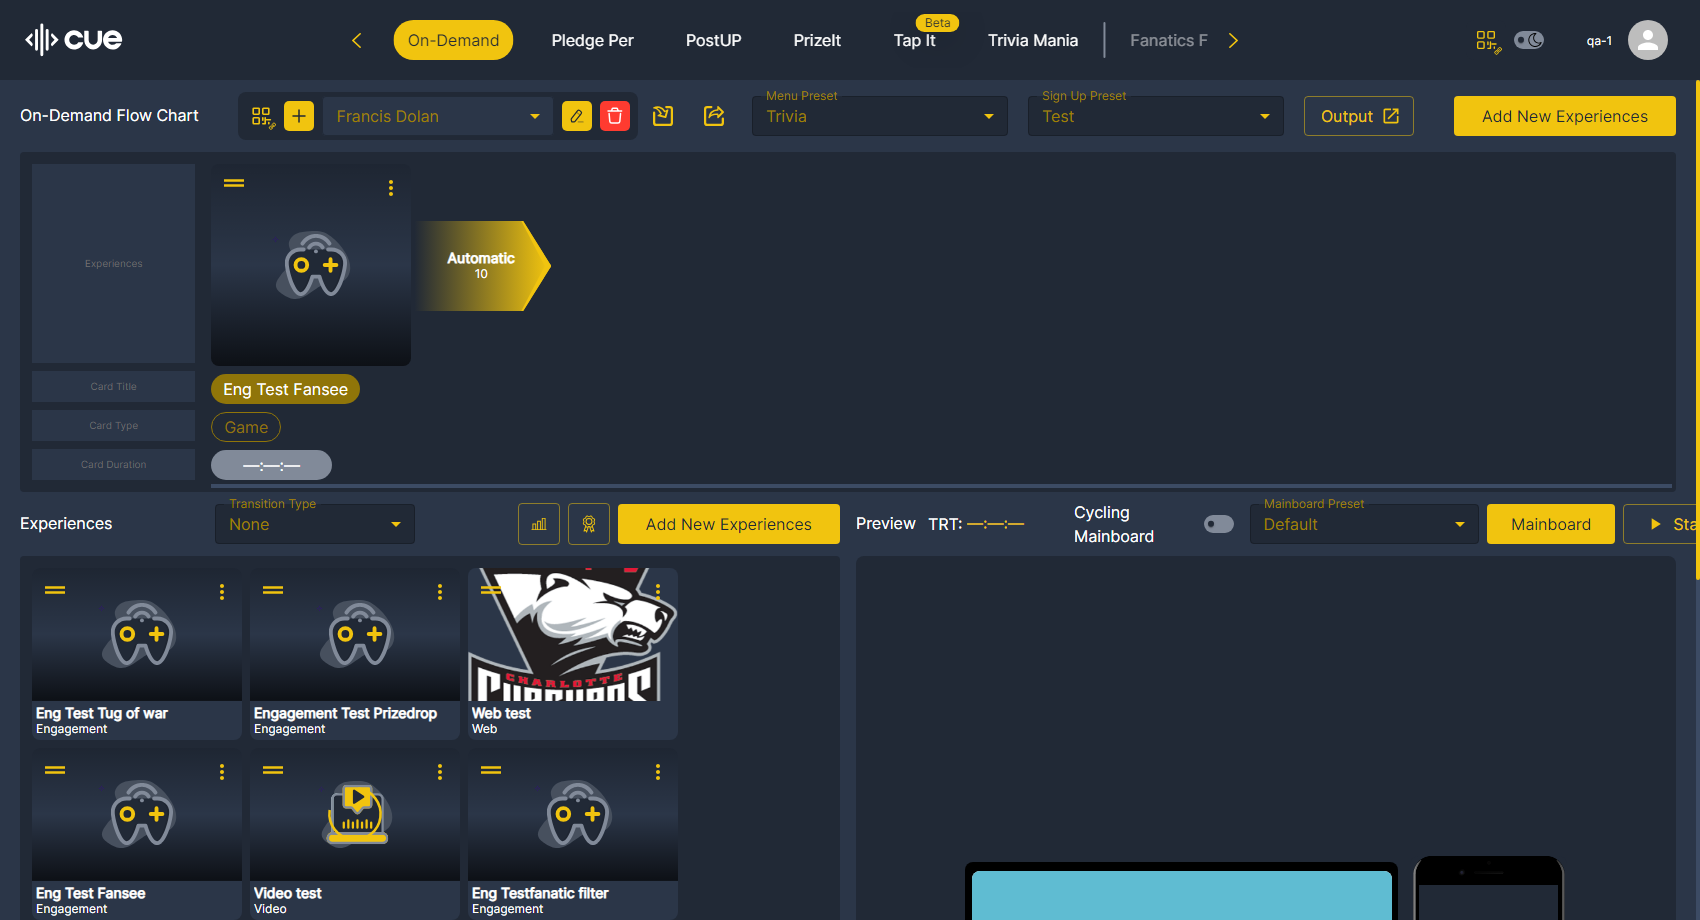 cue
On-Demand
Pledge Per
PostUP
PrizeIt
Beta
Tap It
Trivia Mania
Fanatics F
qa-1
On-Demand Flow Chart
Francis Dolan
Menu Preset
Trivia
Sign Up Preset
Test
Output
Add New Experiences
Experiences
Automatic
10
Card Title
Eng Test Fansee
Card Type
Game
Card Duration
—:—:—
Experiences
Transition Type
None
Add New Experiences
Preview
TRT: —:—:—
Cycling
Mainboard
Mainboard Preset
Default
Mainboard
Sta
CHARLOTTE
Eng Test Tug of war
Engagement
Engagement Test Prizedrop
Engagement
Web test
Web
Eng Test Fansee
Engagement
Video test
Video
Eng Testfanatic filter
Engagement